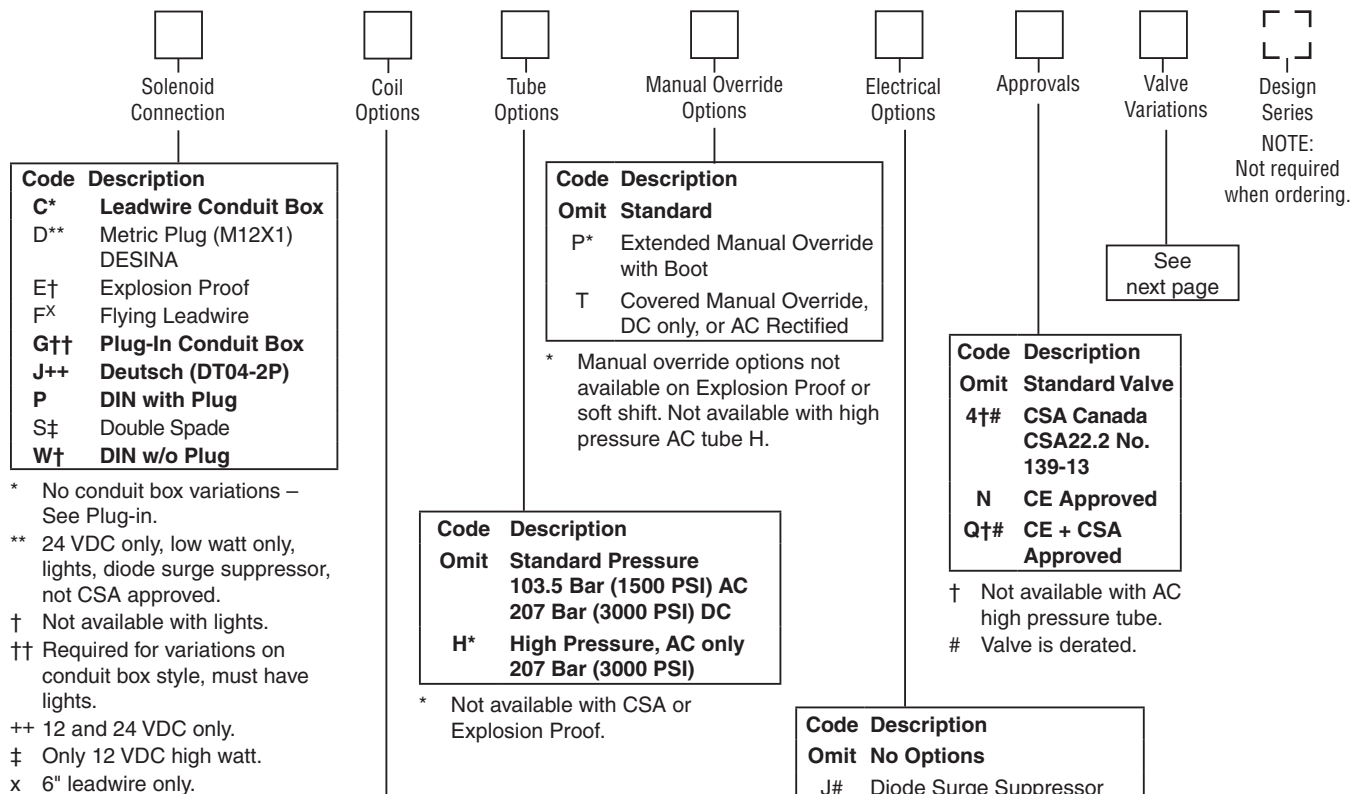 Solenoid
Connection
Coil
Options
Tube
Options
Manual Override
Options
Electrical
Options
Approvals
Valve
Variations
Design
Series
NOTE:
Not required
when ordering.
Code Description
C* Leadwire Conduit Box
D** Metric Plug (M12X1)
DESINA
E† Explosion Proof
Fˣ Flying Leadwire
G†† Plug-In Conduit Box
J++ Deutsch (DT04-2P)
P DIN with Plug
S‡ Double Spade
W† DIN w/o Plug
* No conduit box variations –
See Plug-in.
** 24 VDC only, low watt only,
lights, diode surge suppressor,
not CSA approved.
† Not available with lights.
†† Required for variations on
conduit box style, must have
lights.
++ 12 and 24 VDC only.
‡ Only 12 VDC high watt.
x 6" leadwire only.
Code Description
Omit Standard Pressure
103.5 Bar (1500 PSI) AC
207 Bar (3000 PSI) DC
H* High Pressure, AC only
207 Bar (3000 PSI)
* Not available with CSA or
Explosion Proof.
Code Description
Omit Standard
P* Extended Manual Override
with Boot
T Covered Manual Override,
DC only, or AC Rectified
* Manual override options not
available on Explosion Proof or
soft shift. Not available with high
pressure AC tube H.
Code Description
Omit No Options
J# Diode Surge Suppressor
Code Description
Omit Standard Valve
4†# CSA Canada
CSA22.2 No.
139-13
N CE Approved
Q†# CE + CSA
Approved
† Not available with AC
high pressure tube.
# Valve is derated.
See
next page